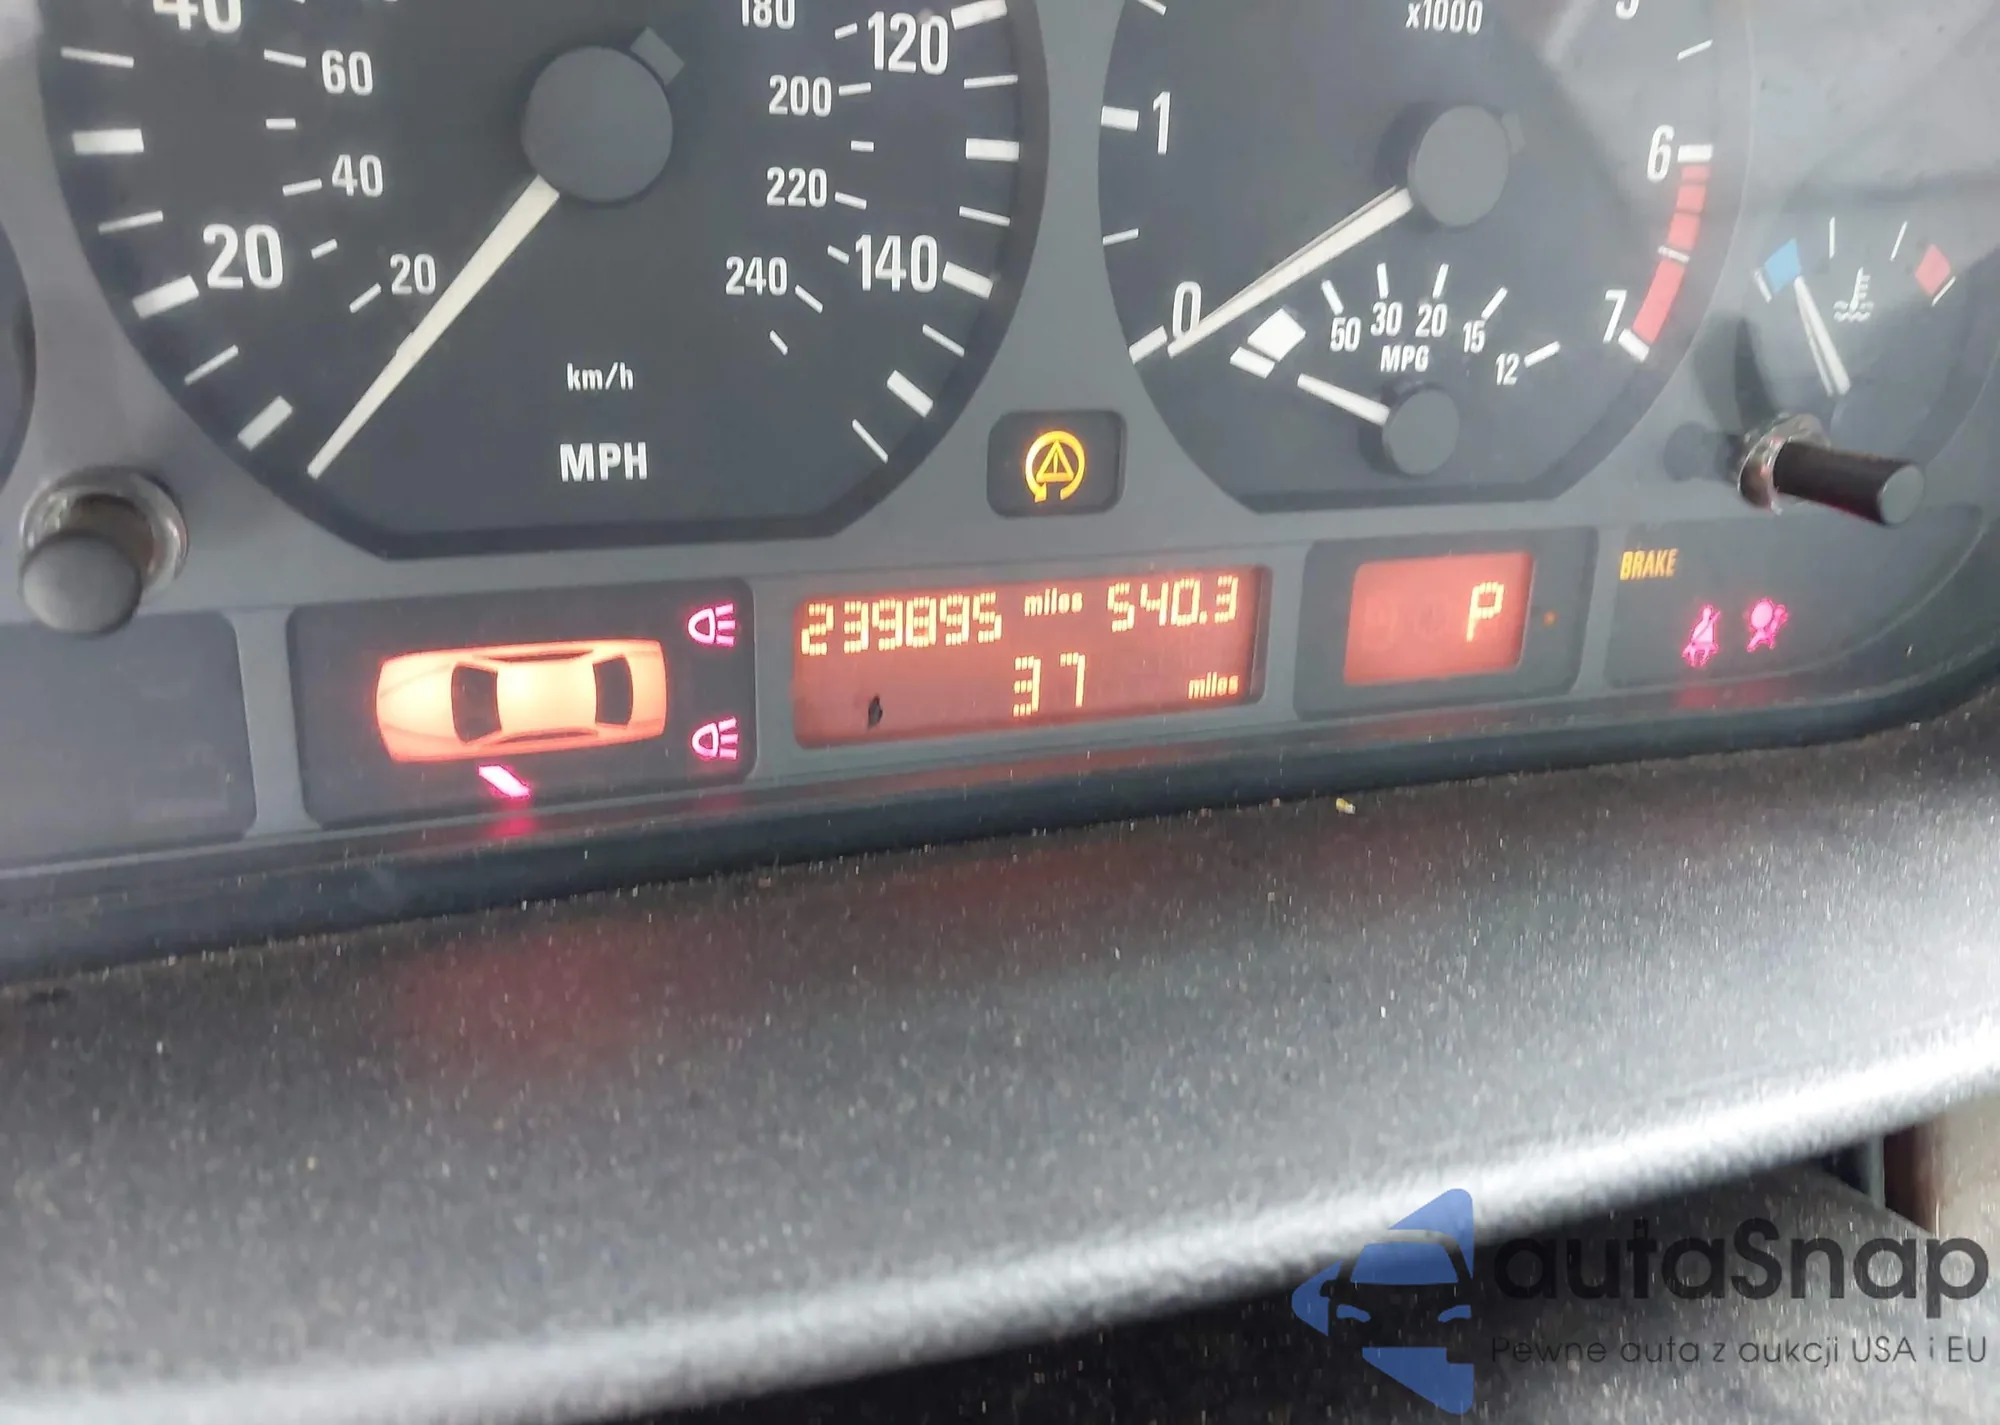 40
60
40
20
20
km/h
MPH
180
120
200
220
240
140
x1000
1
0
50 30 20 15 12
MPG
6
7
BRAKE
239895 miles 540.3
37 miles
P
autaSnap
Pewne auta z aukcji USA i EU